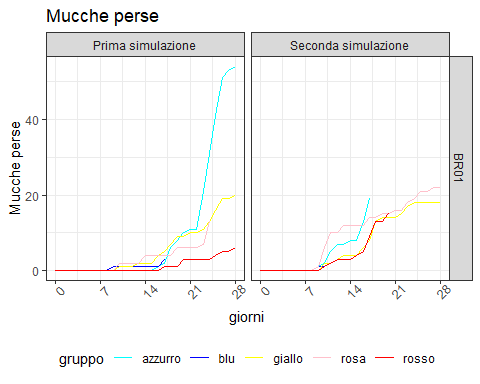 Mucche perse
Prima simulazione
Seconda simulazione
Mucche perse
40
20
0
BR01
0 7 14 21 28
0 7 14 21 28
giorni
gruppo azzurro blu giallo rosa rosso